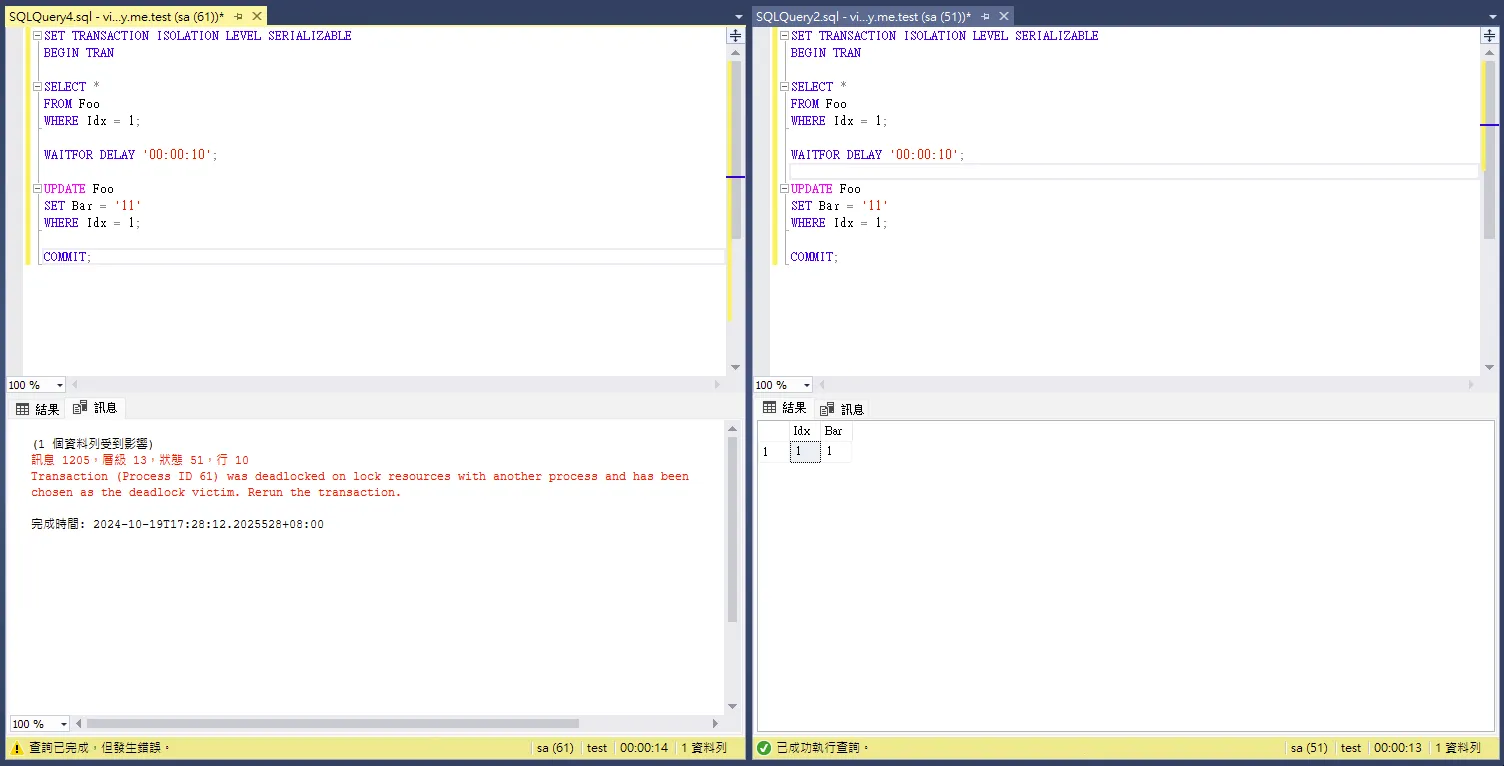 SQLQuery4.sql - vi...y.me.test (sa (61))*
SET TRANSACTION ISOLATION LEVEL SERIALIZABLE
BEGIN TRAN
SELECT *
FROM Foo
WHERE Idx = 1;
WAITFOR DELAY '00:00:10';
UPDATE Foo
SET Bar = '11'
WHERE Idx = 1;
COMMIT;
100 %
結果 訊息
(1 個資料列受到影響)
訊息 1205，層級 13，狀態 51，行 10
Transaction (Process ID 61) was deadlocked on lock resources with another process and has been
chosen as the deadlock victim. Rerun the transaction.
完成時間: 2024-10-19T17:28:12.2025528+08:00
100 %
查詢已完成，但發生錯誤。 sa (61) test 00:00:14 1 資料列
SQLQuery2.sql - vi...y.me.test (sa (51))*
SET TRANSACTION ISOLATION LEVEL SERIALIZABLE
BEGIN TRAN
SELECT *
FROM Foo
WHERE Idx = 1;
WAITFOR DELAY '00:00:10';
UPDATE Foo
SET Bar = '11'
WHERE Idx = 1;
COMMIT;
100 %
結果 訊息
Idx Bar
1 1 1
已成功執行查詢。 sa (51) test 00:00:13 1 資料列